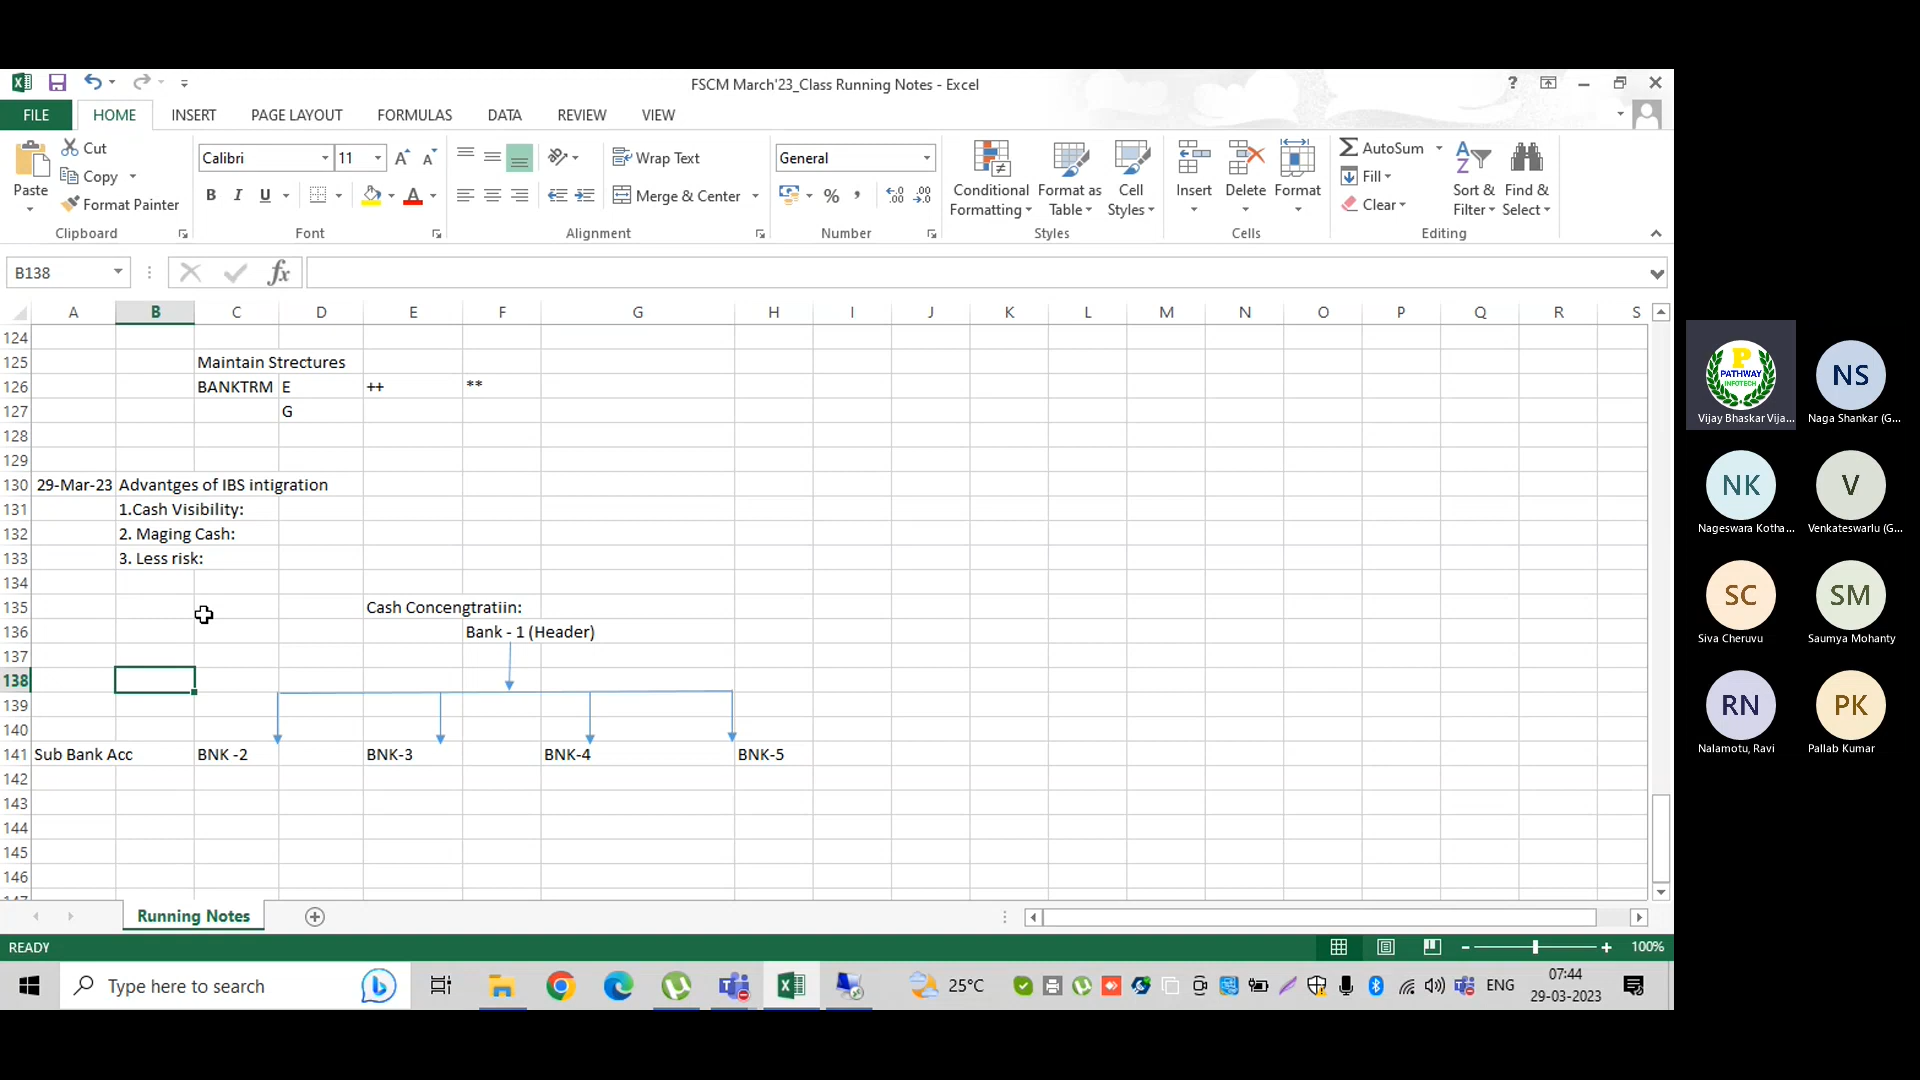 FSCM March'23_Class Running Notes - Excel
?
FILE HOME INSERT PAGE LAYOUT FORMULAS DATA REVIEW VIEW
Paste
Cut
Copy
Format Painter
Clipboard
Calibri 11
B I U
Font
Wrap Text
Merge & Center
Alignment
General
%
Number
Conditional Formatting
Format as Table
Cell Styles
Styles
Insert Delete Format
Cells
AutoSum
Fill
Clear
Sort & Filter
Find & Select
Editing
B138 fx
A B C D E F G H I J K L M N O P Q R S
124
125 Maintain Strectures
126 BANKTRM E ++ **
127 G
128
129
130 29-Mar-23 Advantges of IBS intigration
131 1.Cash Visibility:
132 2. Maging Cash:
133 3. Less risk:
134
135 Cash Concengtratiin:
136 Bank - 1 (Header)
137
138
139
140
141 Sub Bank Acc BNK -2 BNK-3 BNK-4 BNK-5
142
143
144
145
146
147
Running Notes
READY 100%
Type here to search
25°C
ENG
07:44
29-03-2023
P
PATHWAY
INFOTECH
Vijay Bhaskar Vija...
NS
Naga Shankar (G...
NK
Nageswara Kotha...
V
Venkateswarlu (G...
SC
Siva Cheruvu
SM
Saumya Mohanty
RN
Nalamotu, Ravi
PK
Pallab Kumar